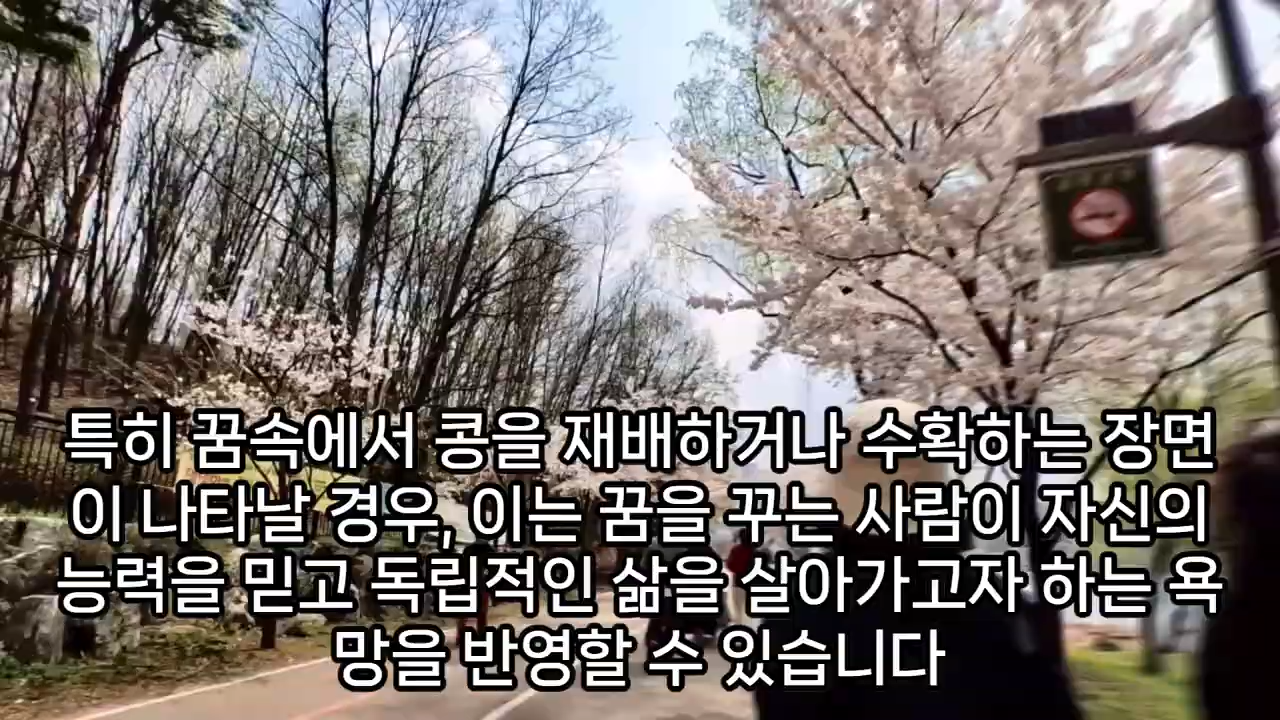 특히 꿈속에서 콩을 재배하거나 수확하는 장면
이 나타날 경우, 이는 꿈을 꾸는 사람이 자신의
능력을 믿고 독립적인 삶을 살아가고자 하는 욕
망을 반영할 수 있습니다